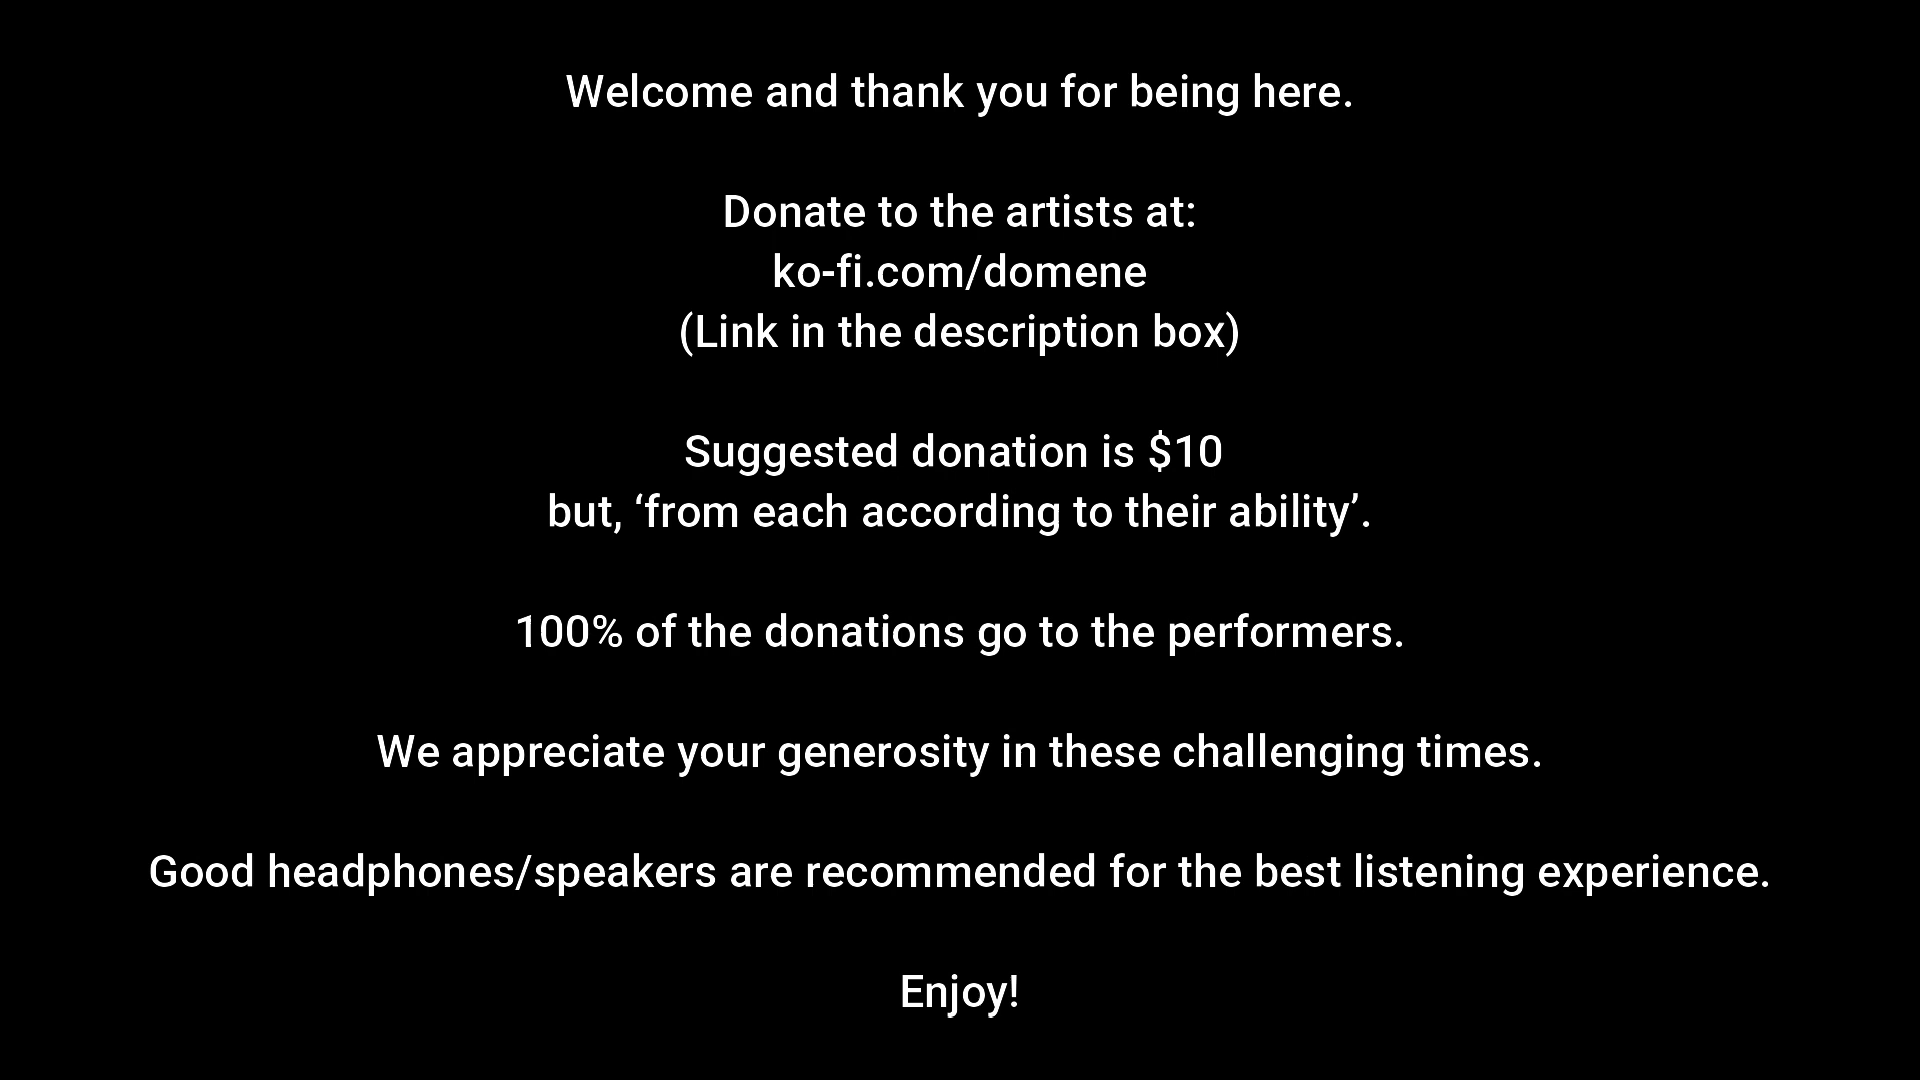 Welcome and thank you for being here.
Donate to the artists at:
ko-fi.com/domene
(Link in the description box)
Suggested donation is $10
but, ‘from each according to their ability’.
100% of the donations go to the performers.
We appreciate your generosity in these challenging times.
Good headphones/speakers are recommended for the best listening experience.
Enjoy!